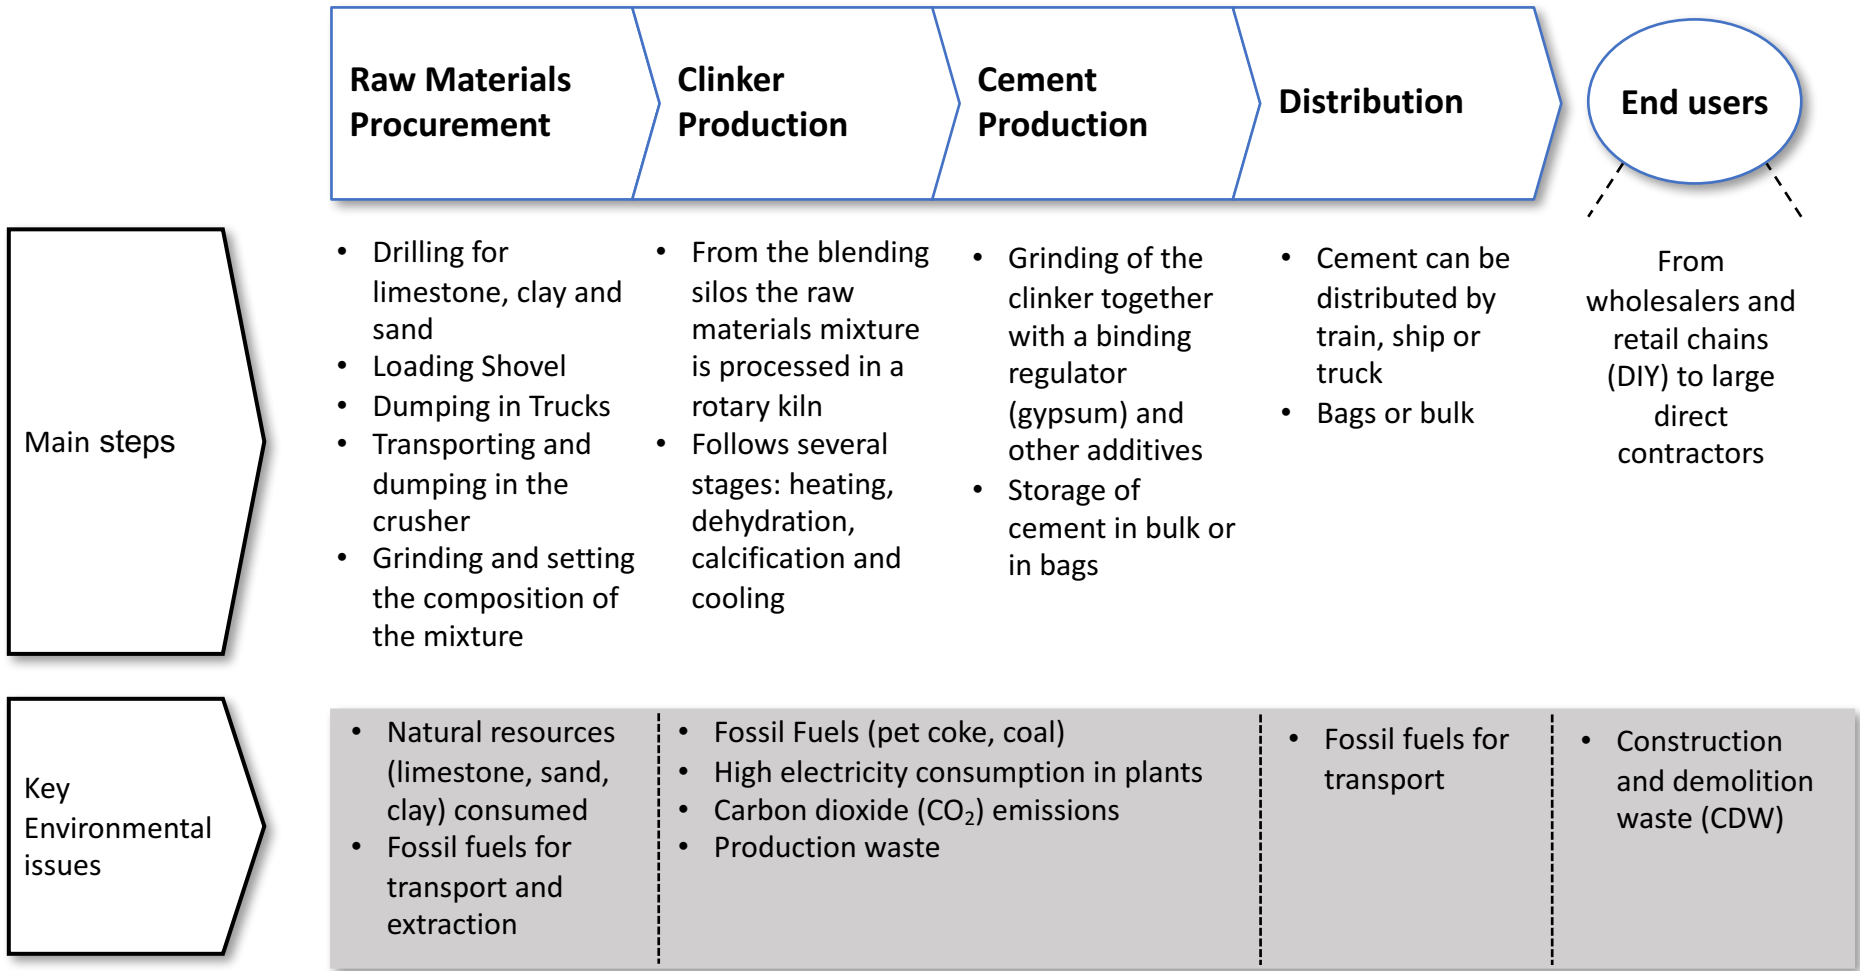 Raw Materials
Procurement
Clinker
Production
Cement
Production
Distribution
End users
Main steps
• Drilling for
limestone, clay and
sand
• Loading Shovel
• Dumping in Trucks
• Transporting and
dumping in the
crusher
• Grinding and setting
the composition of
the mixture
• From the blending
silos the raw
materials mixture
is processed in a
rotary kiln
• Follows several
stages: heating,
dehydration,
calcification and
cooling
• Grinding of the
clinker together
with a binding
regulator
(gypsum) and
other additives
• Storage of
cement in bulk or
in bags
• Cement can be
distributed by
train, ship or
truck
• Bags or bulk
From
wholesalers and
retail chains
(DIY) to large
direct
contractors
Key
Environmental
issues
• Natural resources
(limestone, sand,
clay) consumed
• Fossil fuels for
transport and
extraction
• Fossil Fuels (pet coke, coal)
• High electricity consumption in plants
• Carbon dioxide (CO₂) emissions
• Production waste
• Fossil fuels for
transport
• Construction
and demolition
waste (CDW)